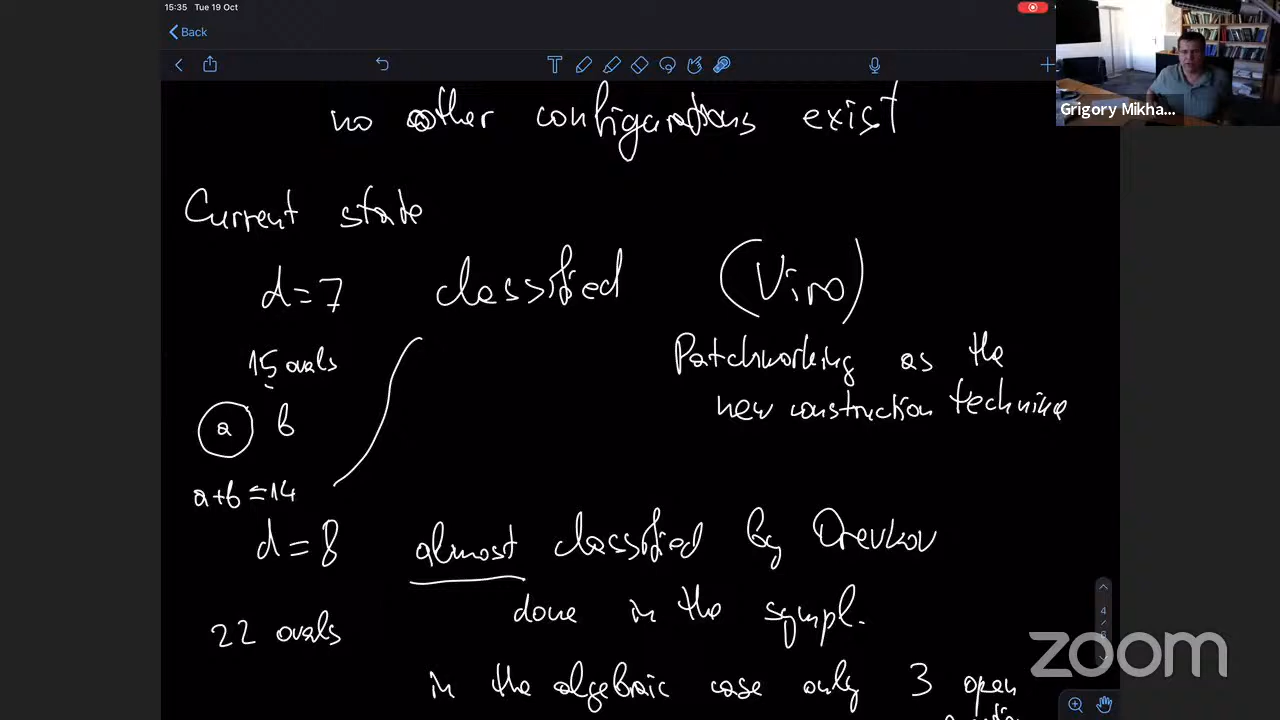 15:35 Tue 19 Oct
Back
Grigory Mikha...
no other configurations exist
Current state
d=7 classified (Viro)
15 ovals
Patchworking as the
new construction technique
a b
a+b=14
d=8 almost classified by Orevkov
done in the sympl.
22 ovals
in the algebraic case only 3 open
4
zoom